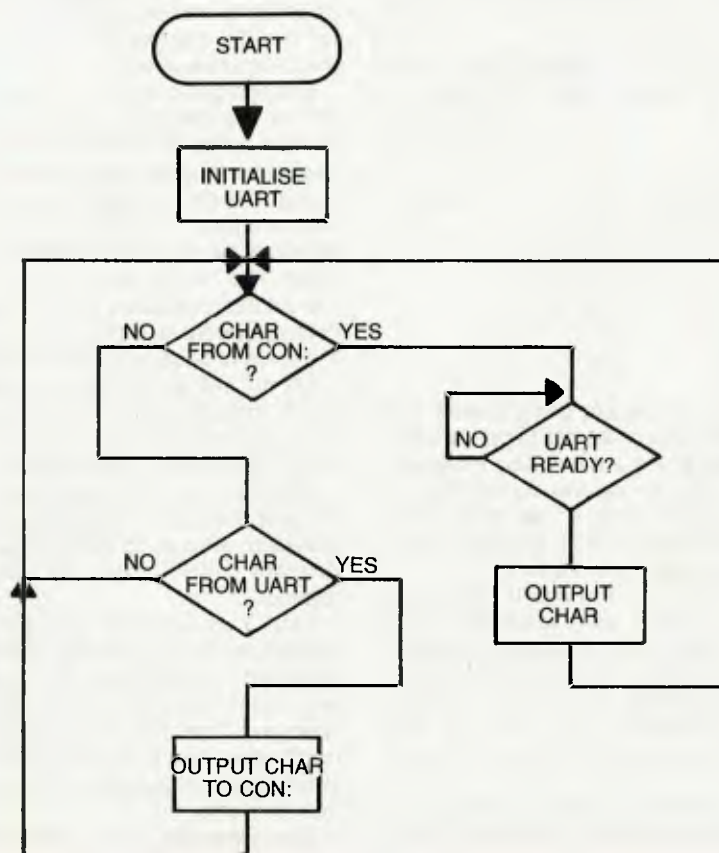 START
INITIALISE
UART
NO
CHAR
FROM CON:
?
YES
NO
UART
READY?
NO
CHAR
FROM UART
?
YES
OUTPUT
CHAR
OUTPUT CHAR
TO CON: